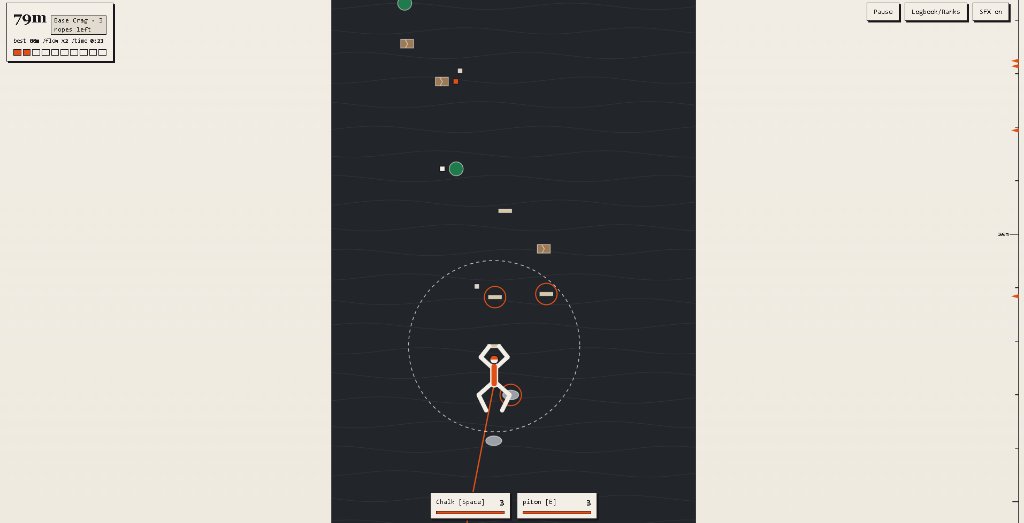 79m
Base Crag · 3
ropes left
best 86m /flow x2 /time 0:23
Pause
Logbook/Ranks
SFX on
Chalk [Space] 3
piton [E] 3